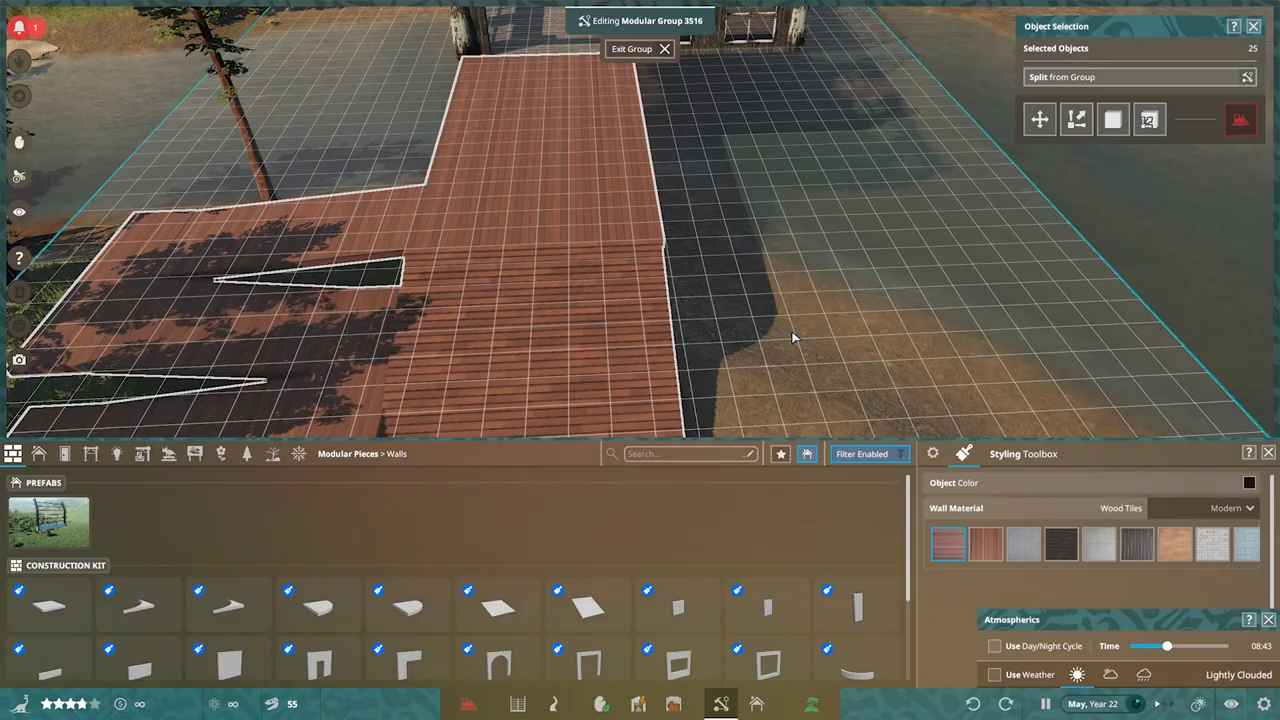 1
Editing Modular Group 3516
Exit Group
Object Selection
?
Selected Objects 25
Split from Group
12
?
Modular Pieces > Walls
Search...
Filter Enabled
Styling Toolbox
?
PREFABS
Object Color
Wall Material Wood Tiles Modern
CONSTRUCTION KIT
Atmospherics
?
Use Day/Night Cycle Time 08:43
Use Weather Lightly Clouded
55
May, Year 22